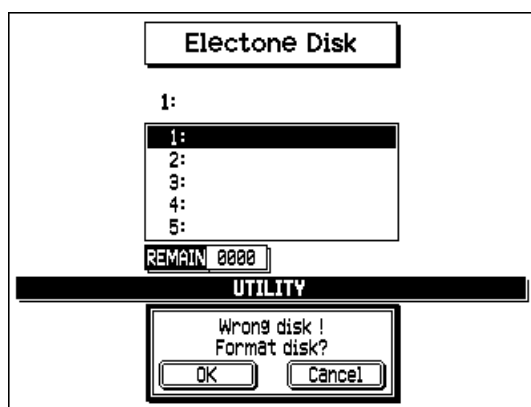 Electone Disk
1:
1:
2:
3:
4:
5:
REMAIN 0000
UTILITY
Wrong disk !
Format disk?
OK Cancel